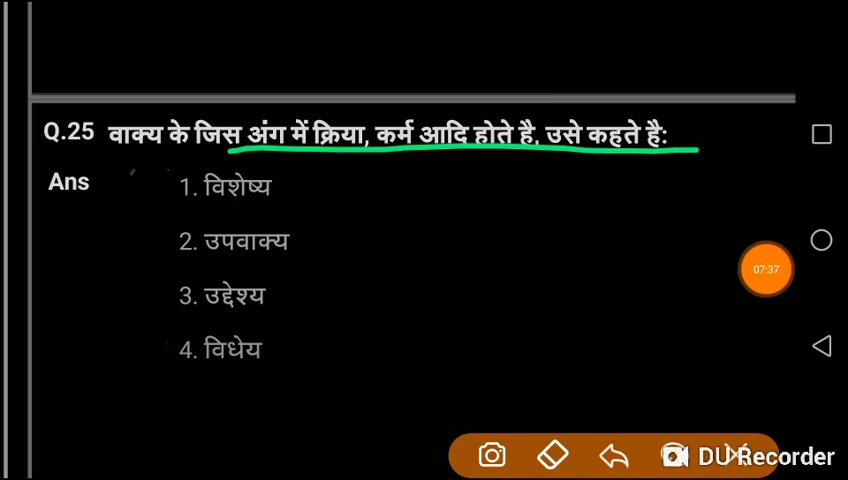 Q.25 वाक्य के जिस अंग में क्रिया, कर्म आदि होते है, उसे कहते है:
Ans
1. विशेष्य
2. उपवाक्य
3. उद्देश्य
4. विधेय
07:37
DU Recorder